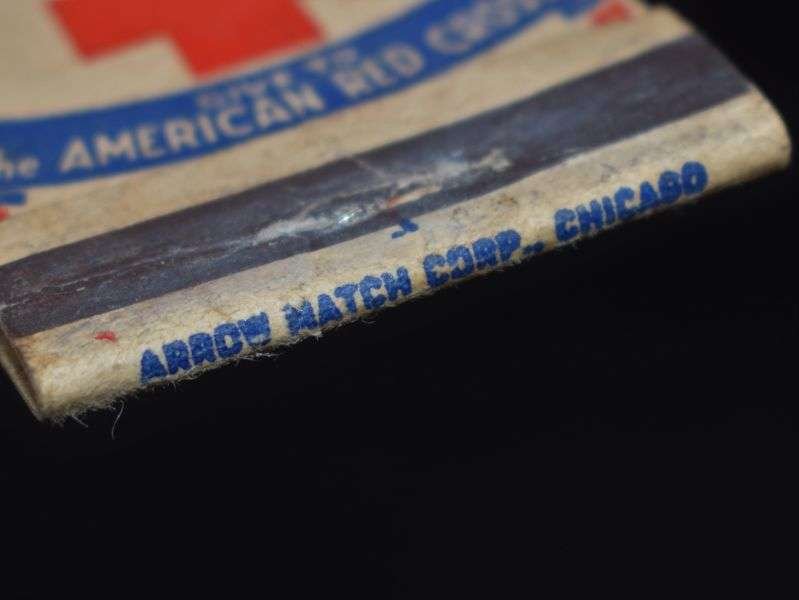 GIVE TO
the AMERICAN RED CROSS
ARROW MATCH CORP., CHICAGO